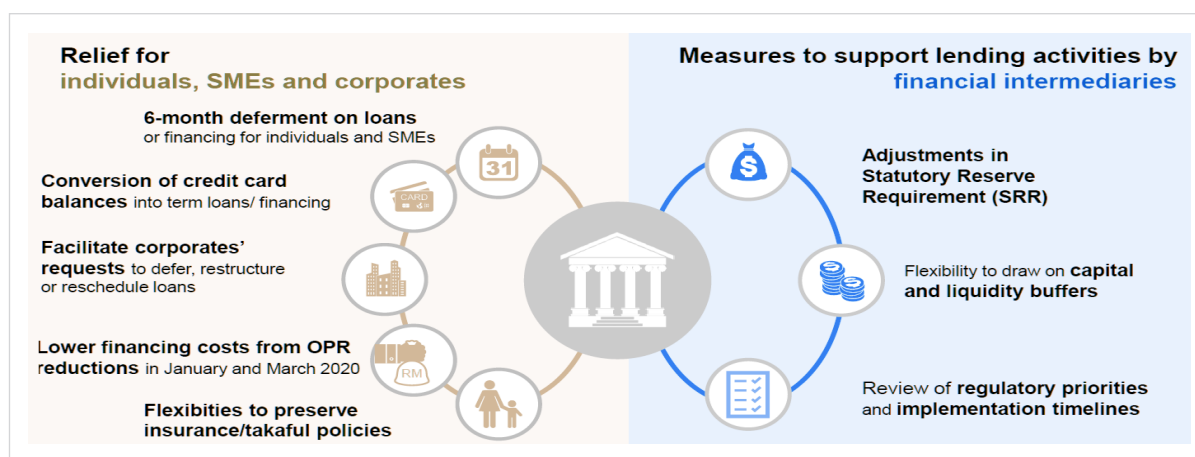 Relief for
individuals, SMEs and corporates
6-month deferment on loans
or financing for individuals and SMEs
31
Conversion of credit card
balances into term loans/ financing
CARD
Facilitate corporates’
requests to defer, restructure
or reschedule loans
Lower financing costs from OPR
reductions in January and March 2020
RM
Flexibities to preserve
insurance/takaful policies
Measures to support lending activities by
financial intermediaries
$
Adjustments in
Statutory Reserve
Requirement (SRR)
Flexibility to draw on capital
and liquidity buffers
Review of regulatory priorities
and implementation timelines